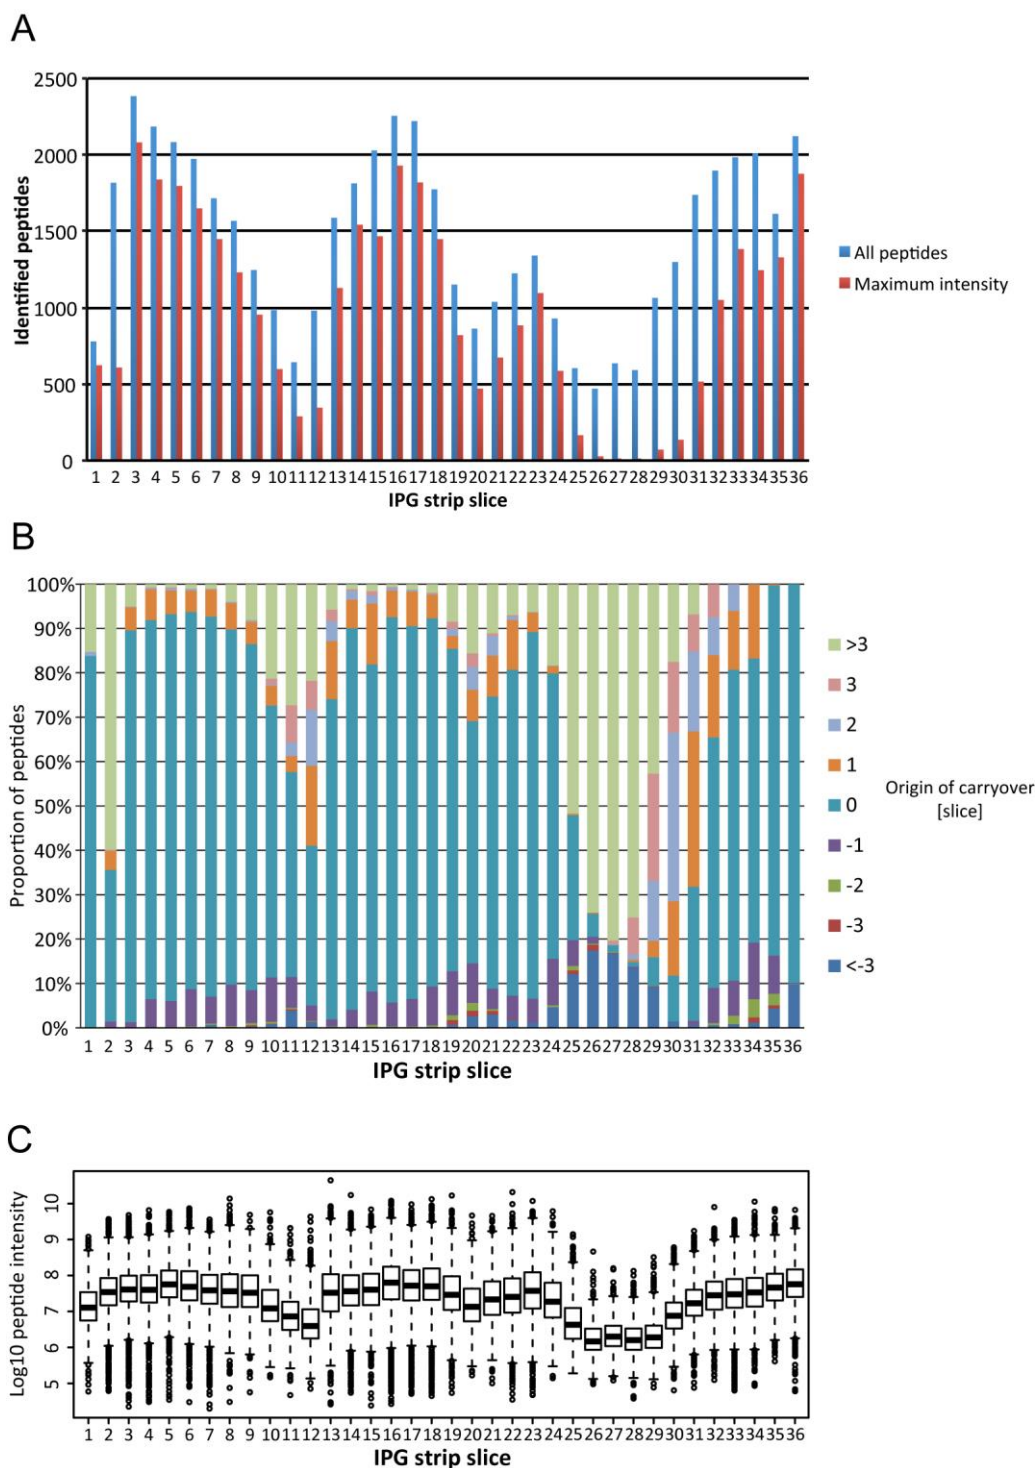 A
2500
2000
1500
1000
500
0
Identified peptides
1 2 3 4 5 6 7 8 9 10 11 12 13 14 15 16 17 18 19 20 21 22 23 24 25 26 27 28 29 30 31 32 33 34 35 36
IPG strip slice
All peptides
Maximum intensity
B
100%
90%
80%
70%
60%
50%
40%
30%
20%
10%
0%
Proportion of peptides
1 2 3 4 5 6 7 8 9 10 11 12 13 14 15 16 17 18 19 20 21 22 23 24 25 26 27 28 29 30 31 32 33 34 35 36
IPG strip slice
>3
3
2
1
0
-1
-2
-3
<-3
Origin of carryover
[slice]
C
10
9
8
7
6
5
Log10 peptide intensity
1 2 3 4 5 6 7 8 9 10 11 12 13 14 15 16 17 18 19 20 21 22 23 24 25 26 27 28 29 30 31 32 33 34 35 36
IPG strip slice